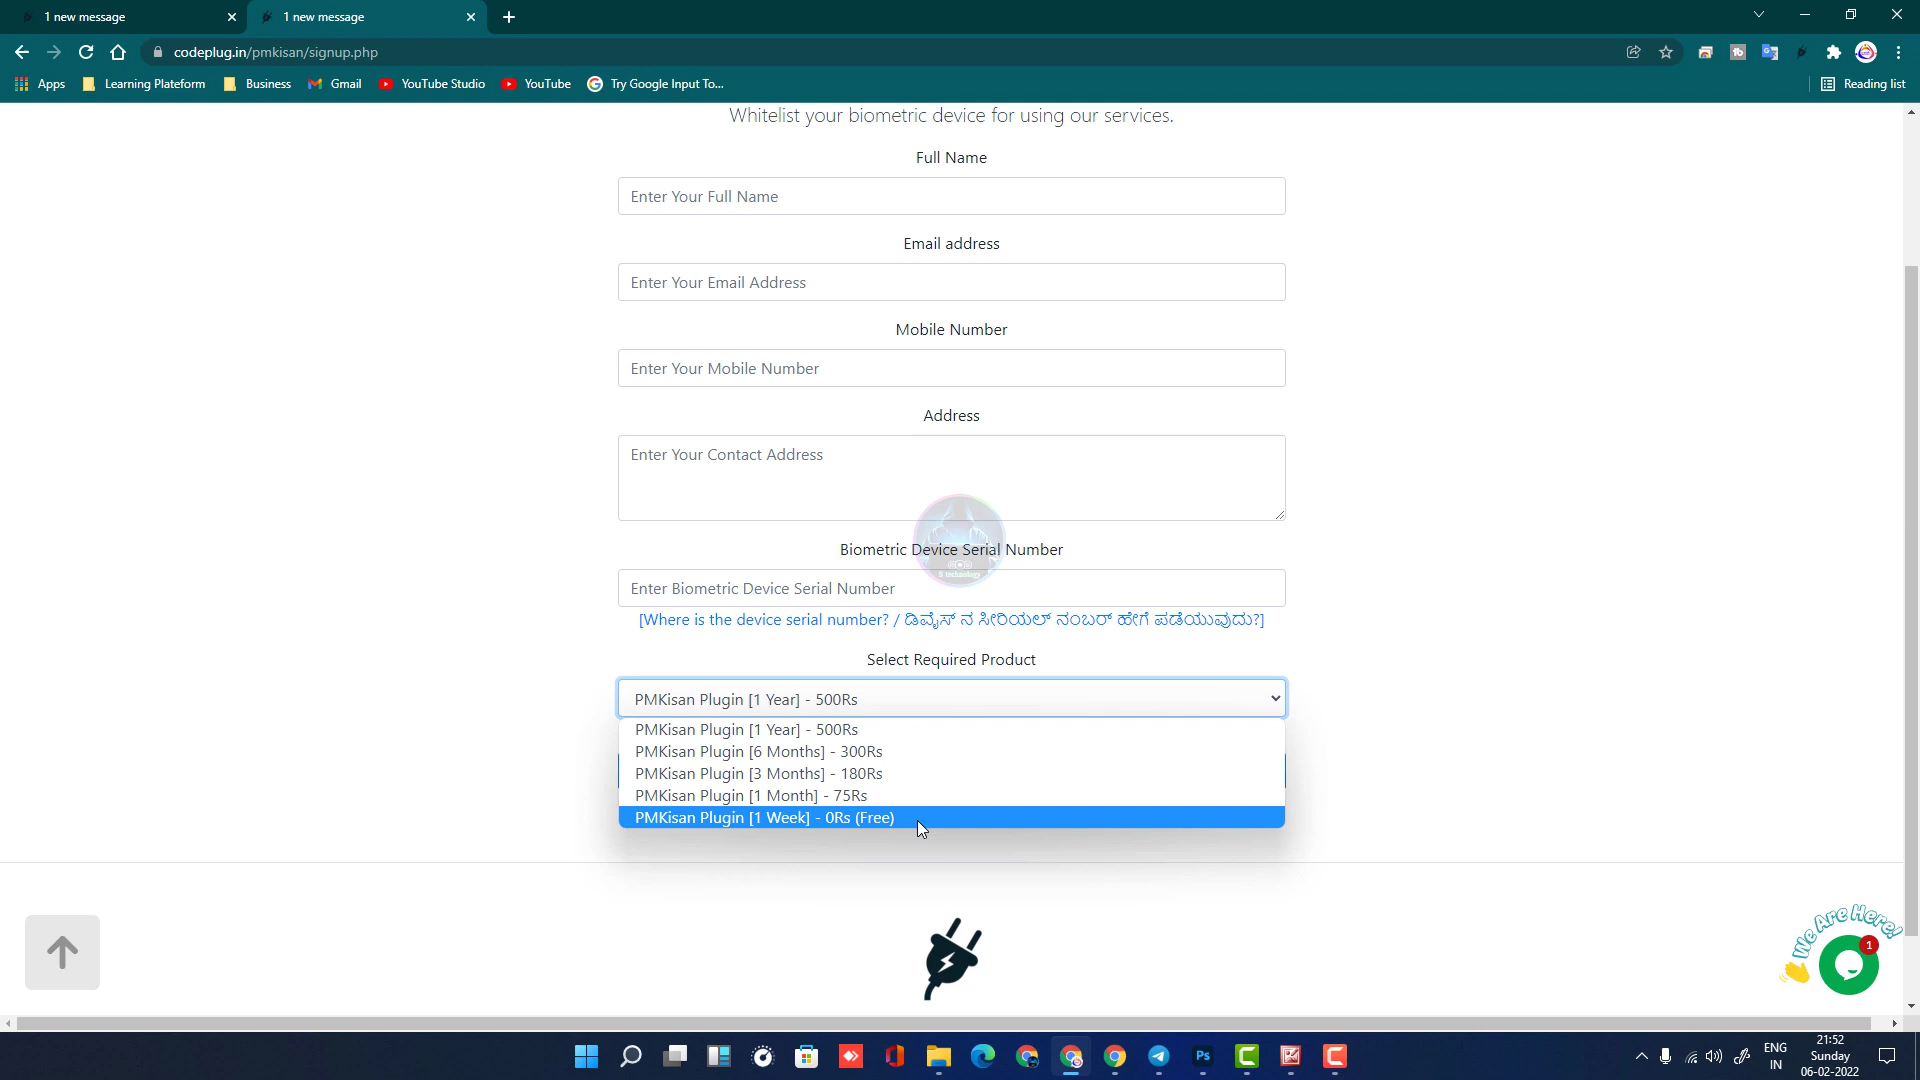 1 new message
1 new message
codeplug.in/pmkisan/signup.php
Apps
Learning Plateform
Business
Gmail
YouTube Studio
YouTube
Try Google Input To...
Reading list
Whitelist your biometric device for using our services.
Full Name
Enter Your Full Name
Email address
Enter Your Email Address
Mobile Number
Enter Your Mobile Number
Address
Enter Your Contact Address
Biometric Device Serial Number
S technology
Enter Biometric Device Serial Number
[Where is the device serial number? / ಡಿವೈಸ್ ನ ಸೀರಿಯಲ್ ನಂಬರ್ ಹೇಗೆ ಪಡೆಯುವುದು?]
Select Required Product
PMKisan Plugin [1 Year] - 500Rs
PMKisan Plugin [1 Year] - 500Rs
PMKisan Plugin [6 Months] - 300Rs
PMKisan Plugin [3 Months] - 180Rs
PMKisan Plugin [1 Month] - 75Rs
PMKisan Plugin [1 Week] - 0Rs (Free)
We Are Here!
1
Ps
ENG
IN
21:52
Sunday
06-02-2022